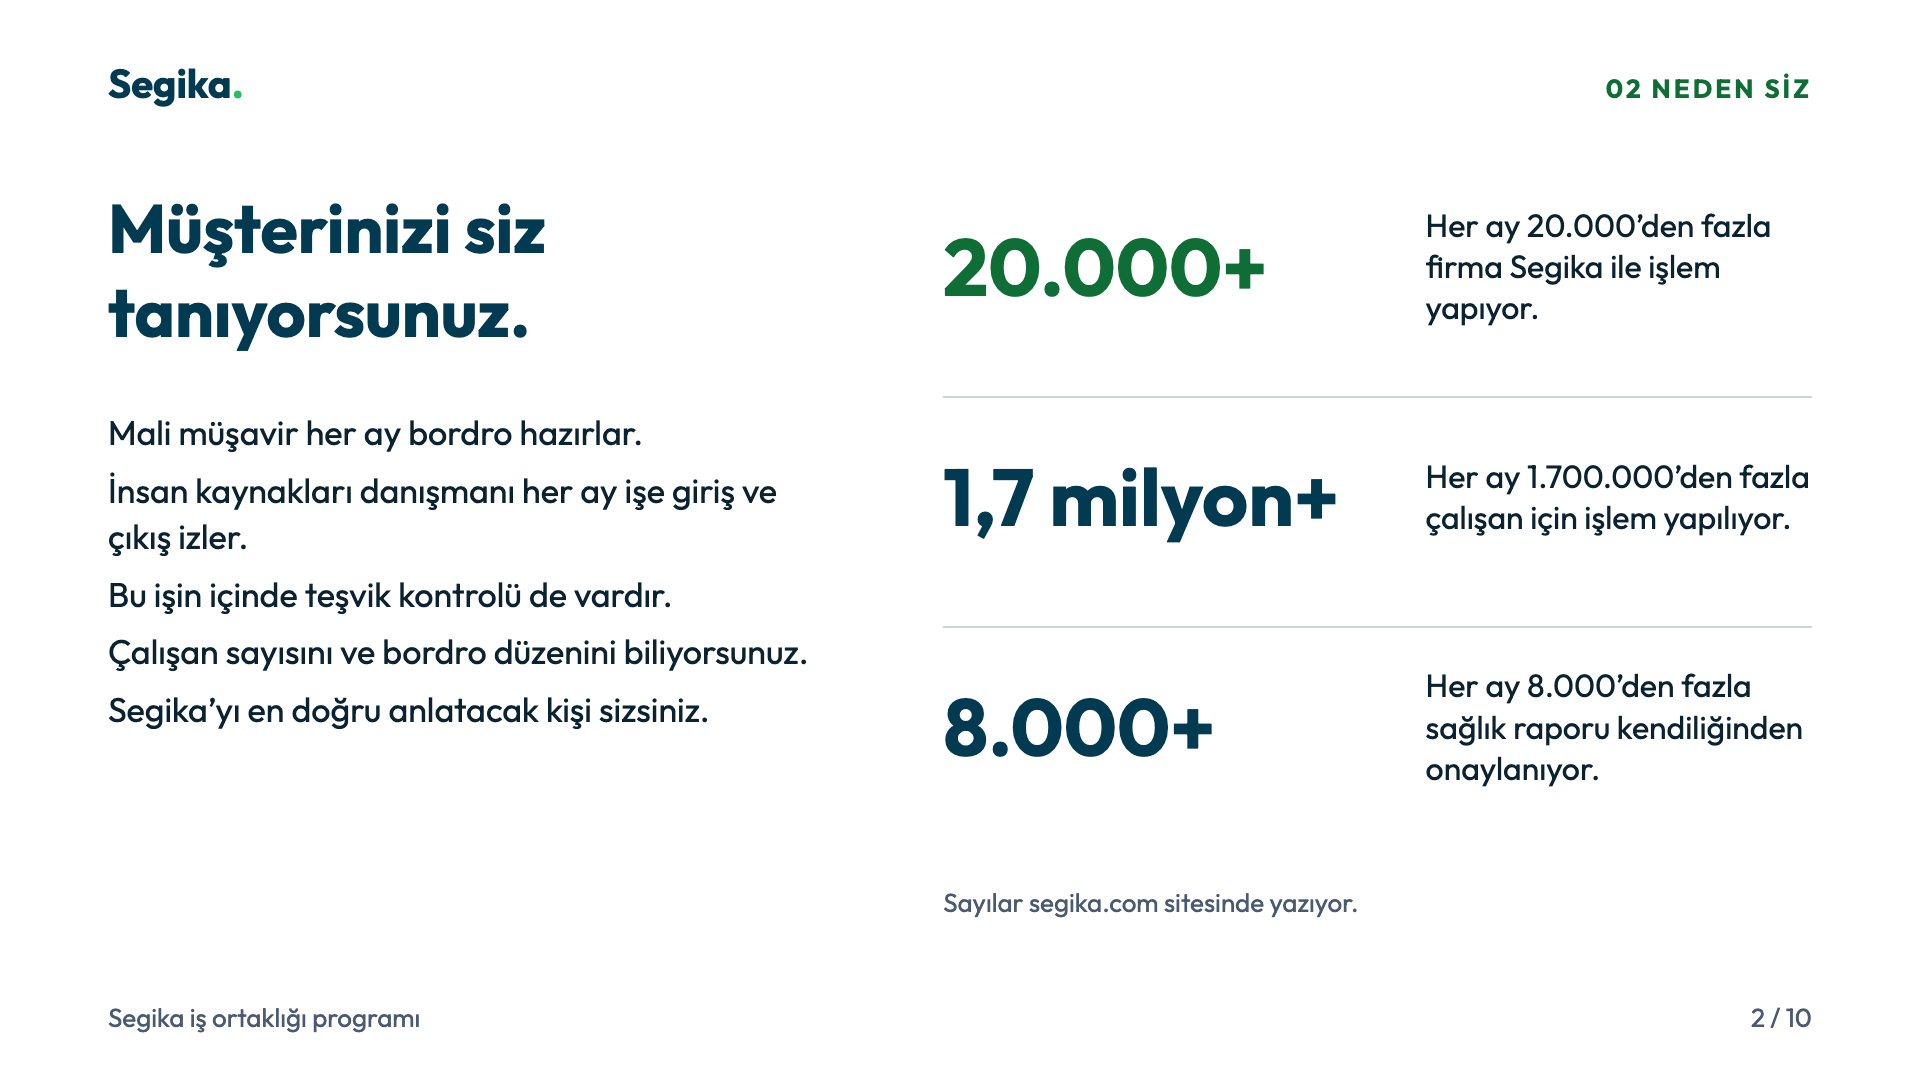 Segika.
02 NEDEN SİZ
Müşterinizi siz
tanıyorsunuz.
Mali müşavir her ay bordro hazırlar.
İnsan kaynakları danışmanı her ay işe giriş ve
çıkış izler.
Bu işin içinde teşvik kontrolü de vardır.
Çalışan sayısını ve bordro düzenini biliyorsunuz.
Segika’yı en doğru anlatacak kişi sizsiniz.
20.000+
Her ay 20.000’den fazla
firma Segika ile işlem
yapıyor.
1,7 milyon+
Her ay 1.700.000’den fazla
çalışan için işlem yapılıyor.
8.000+
Her ay 8.000’den fazla
sağlık raporu kendiliğinden
onaylanıyor.
Sayılar segika.com sitesinde yazıyor.
Segika iş ortaklığı programı
2 / 10